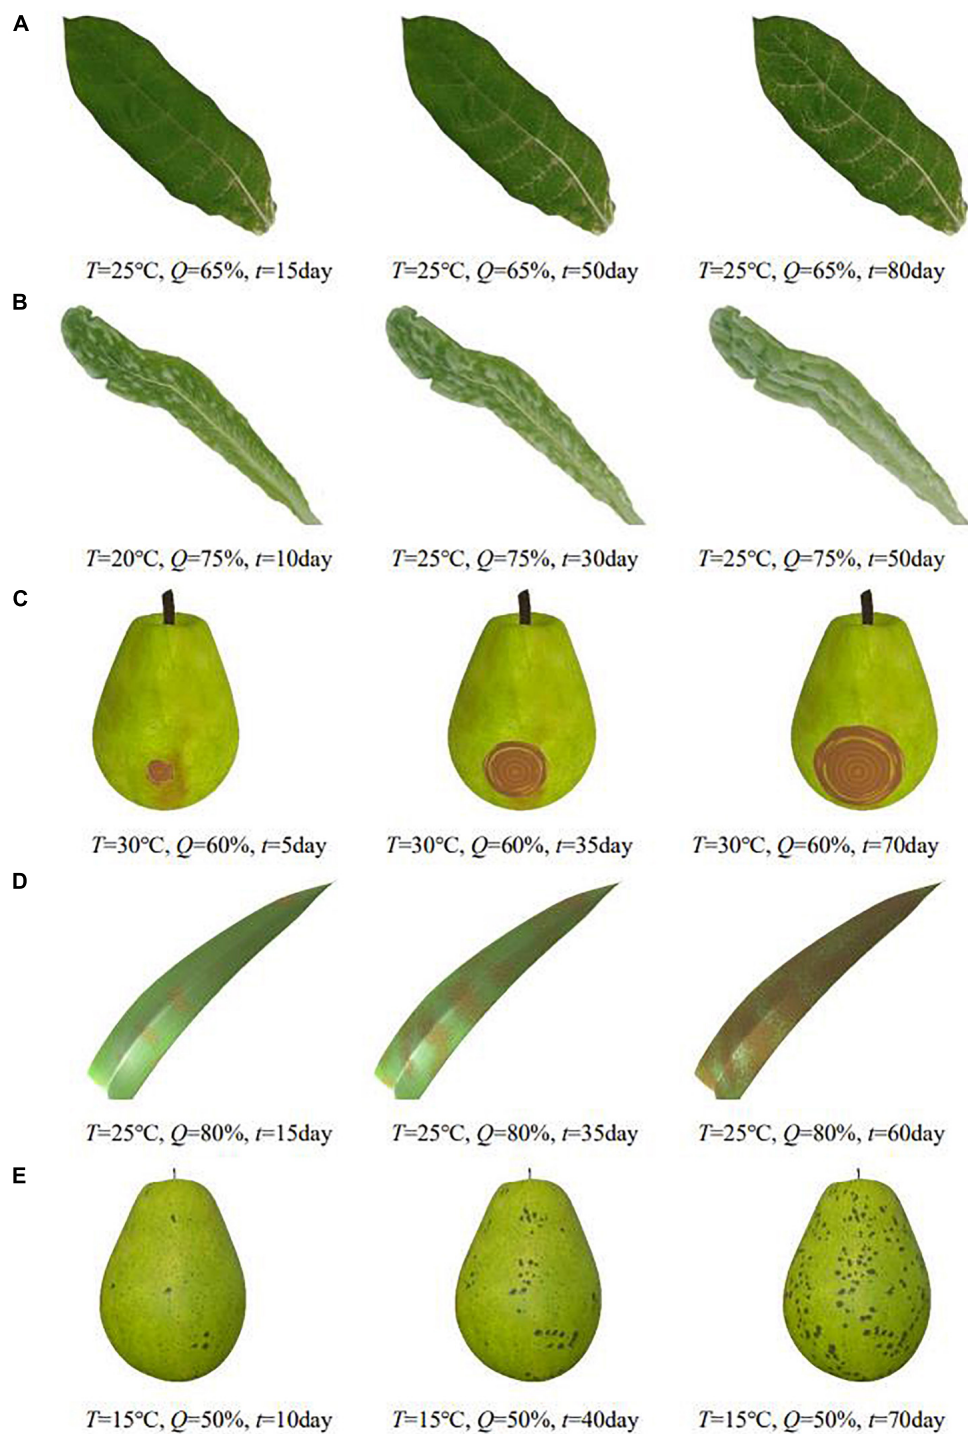 A
T=25°C, Q=65%, t=15day T=25°C, Q=65%, t=50day T=25°C, Q=65%, t=80day
B
T=20°C, Q=75%, t=10day T=25°C, Q=75%, t=30day T=25°C, Q=75%, t=50day
C
T=30°C, Q=60%, t=5day T=30°C, Q=60%, t=35day T=30°C, Q=60%, t=70day
D
T=25°C, Q=80%, t=15day T=25°C, Q=80%, t=35day T=25°C, Q=80%, t=60day
E
T=15°C, Q=50%, t=10day T=15°C, Q=50%, t=40day T=15°C, Q=50%, t=70day